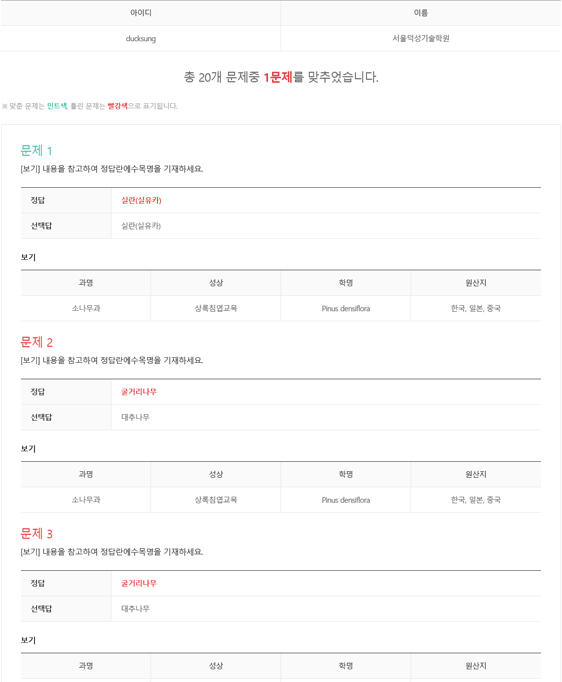 아이디 이름
ducksung 서울덕성기술학원
총 20개 문제중 1문제를 맞추었습니다.
※ 맞춘 문제는 민트색, 틀린 문제는 빨강색으로 표기됩니다.
문제 1
[보기] 내용을 참고하여 정답란에수목명을 기재하세요.
정답 실란(실유카)
선택답 실란(실유카)
보기
과명 성상 학명 원산지
소나무과 상록침엽교목 Pinus densiflora 한국, 일본, 중국
문제 2
[보기] 내용을 참고하여 정답란에수목명을 기재하세요.
정답 굴거리나무
선택답 대추나무
보기
과명 성상 학명 원산지
소나무과 상록침엽교목 Pinus densiflora 한국, 일본, 중국
문제 3
[보기] 내용을 참고하여 정답란에수목명을 기재하세요.
정답 굴거리나무
선택답 대추나무
보기
과명 성상 학명 원산지